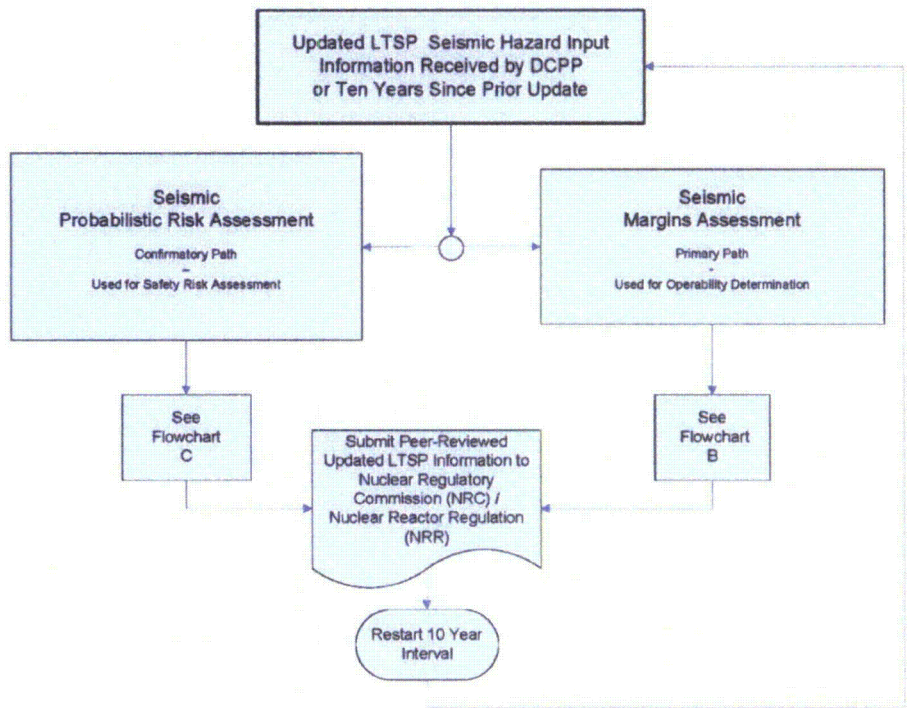 Updated LTSP Seismic Hazard Input
Information Received by DCPP
or Ten Years Since Prior Update
Seismic
Probabilistic Risk Assessment
Confirmatory Path
–
Used for Safety Risk Assessment
Seismic
Margins Assessment
Primary Path
-
Used for Operability Determination
See
Flowchart
C
Submit Peer-Reviewed
Updated LTSP Information to
Nuclear Regulatory
Commission (NRC) /
Nuclear Reactor Regulation
(NRR)
See
Flowchart
B
Restart 10 Year
Interval